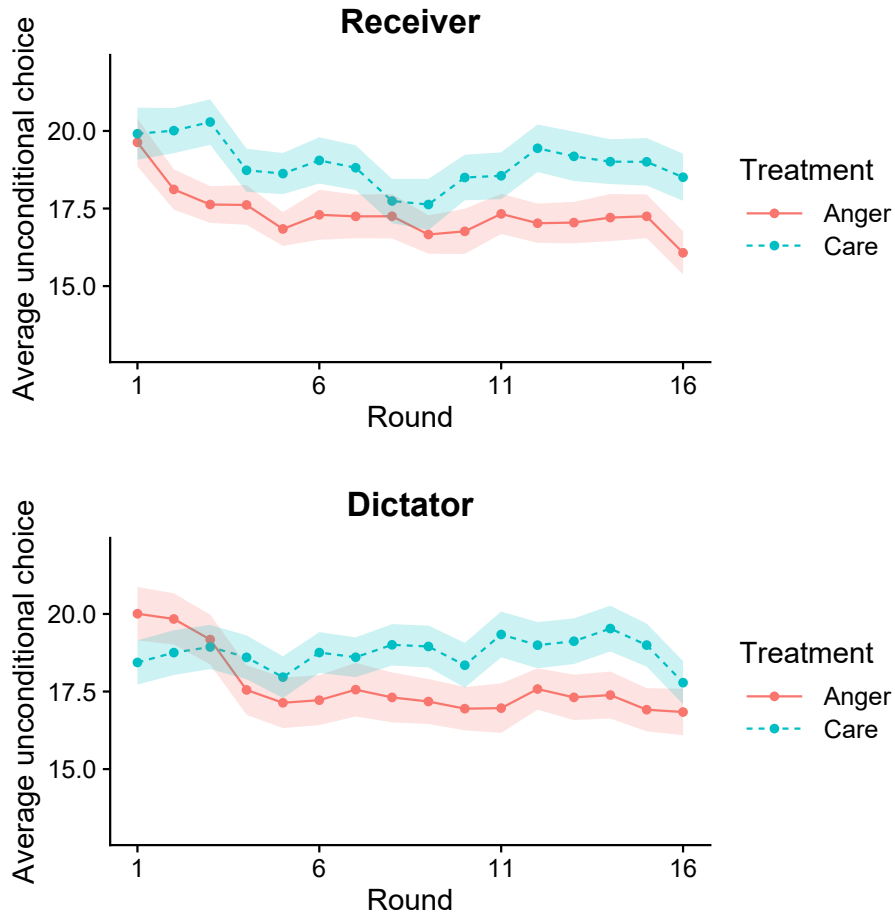 Receiver
Average unconditional choice
20.0
17.5
15.0
1 6 11 16
Round
Treatment
Anger
Care
Dictator
Average unconditional choice
20.0
17.5
15.0
1 6 11 16
Round
Treatment
Anger
Care